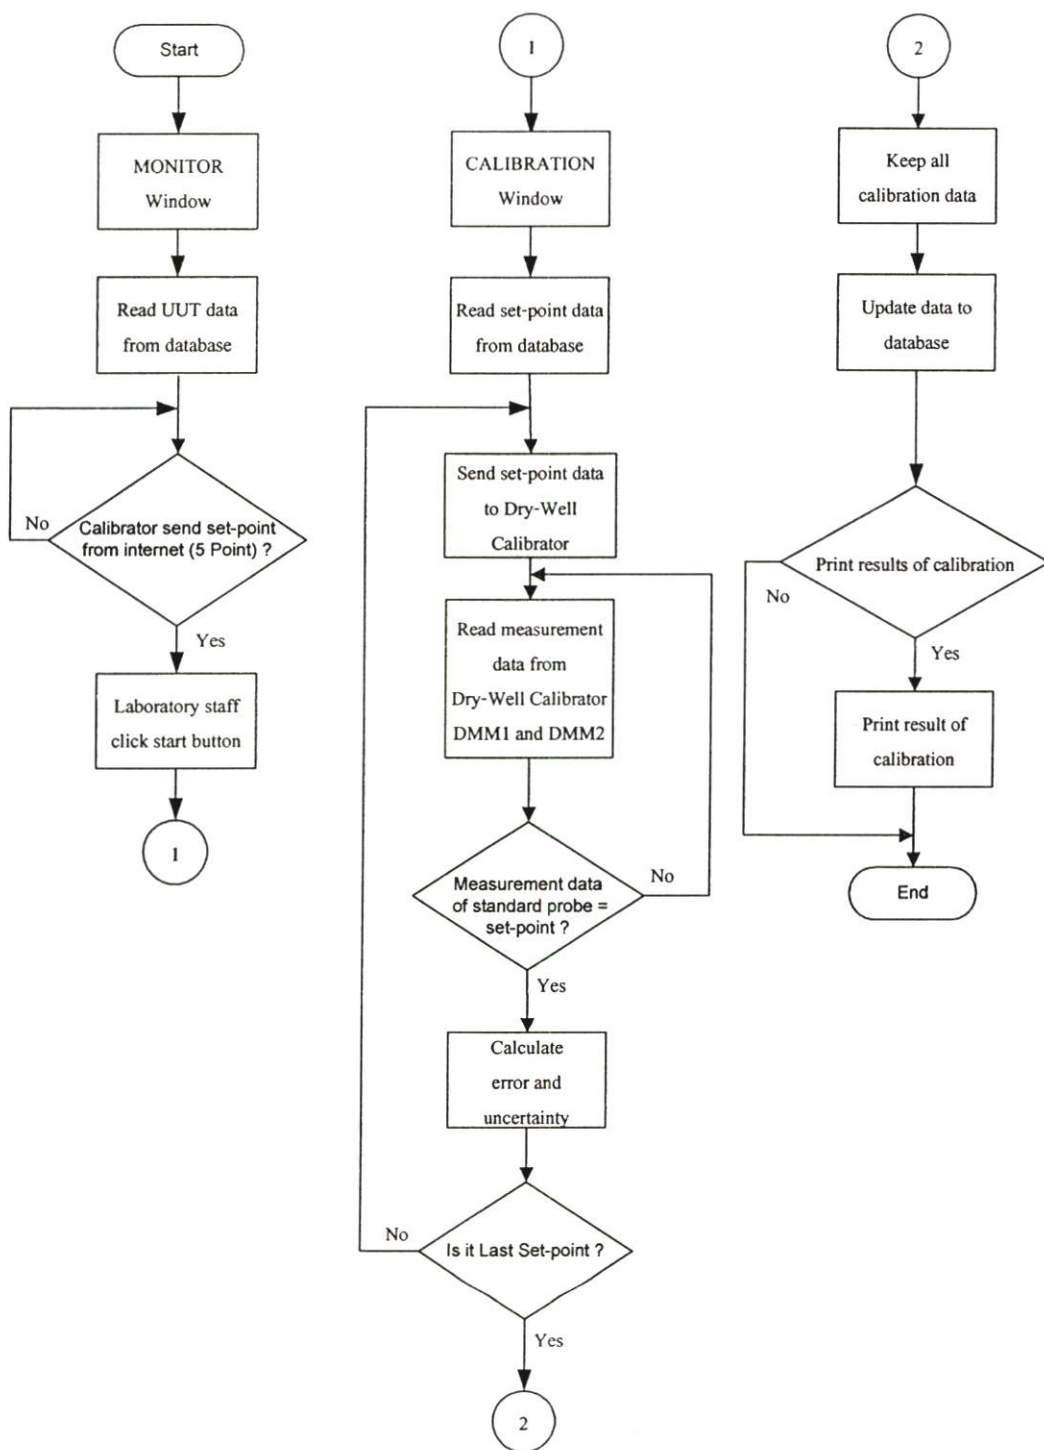 Start
MONITOR
Window
Read UUT data
from database
No
Calibrator send set-point
from internet (5 Point) ?
Yes
Laboratory staff
click start button
1
1
CALIBRATION
Window
Read set-point data
from database
Send set-point data
to Dry-Well
Calibrator
Read measurement
data from
Dry-Well Calibrator
DMM1 and DMM2
Measurement data
of standard probe =
set-point ?
No
Yes
Calculate
error and
uncertainty
No
Is it Last Set-point ?
Yes
2
2
Keep all
calibration data
Update data to
database
Print results of calibration
No
Yes
Print result of
calibration
End